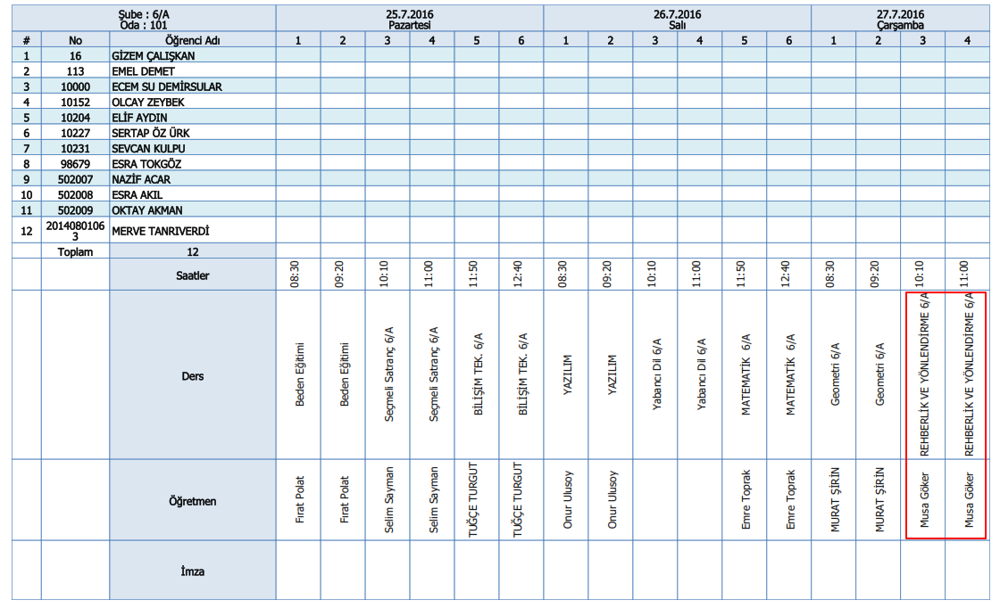 Şube : 6/A 25.7.2016 26.7.2016 27.7.2016
Oda : 101 Pazartesi Salı Çarşamba
# No Öğrenci Adı 1 2 3 4 5 6 1 2 3 4 5 6 1 2 3 4
1 16 GİZEM ÇALIŞKAN
2 113 EMEL DEMET
3 10000 ECEM SU DEMİRSULAR
4 10152 OLCAY ZEYBEK
5 10204 ELİF AYDIN
6 10227 SERTAP ÖZ ÜRK
7 10231 SEVCAN KULPU
8 98679 ESRA TOKGÖZ
9 502007 NAZİF ACAR
10 502008 ESRA AKIL
11 502009 OKTAY AKMAN
12 2014080106 MERVE TANRIVERDİ
3
Toplam 12
Saatler 08:30 09:20 10:10 11:00 11:50 12:40 08:30 09:20 10:10 11:00 11:50 12:40 08:30 09:20 10:10 11:00
Ders Beden Eğitimi Beden Eğitimi Seçmeli Satranç 6/A Seçmeli Satranç 6/A BİLİŞİM TEK. 6/A BİLİŞİM TEK. 6/A YAZILIM YAZILIM Yabancı Dil 6/A Yabancı Dil 6/A MATEMATİK 6/A MATEMATİK 6/A Geometri 6/A Geometri 6/A REHBERLİK VE YÖNLENDİRME 6/A REHBERLİK VE YÖNLENDİRME 6/A
Öğretmen Fırat Polat Fırat Polat Selim Sayman Selim Sayman TUĞÇE TURGUT TUĞÇE TURGUT Onur Ulusoy Onur Ulusoy Emre Toprak Emre Toprak MURAT ŞİRİN MURAT ŞİRİN Musa Göker Musa Göker
İmza